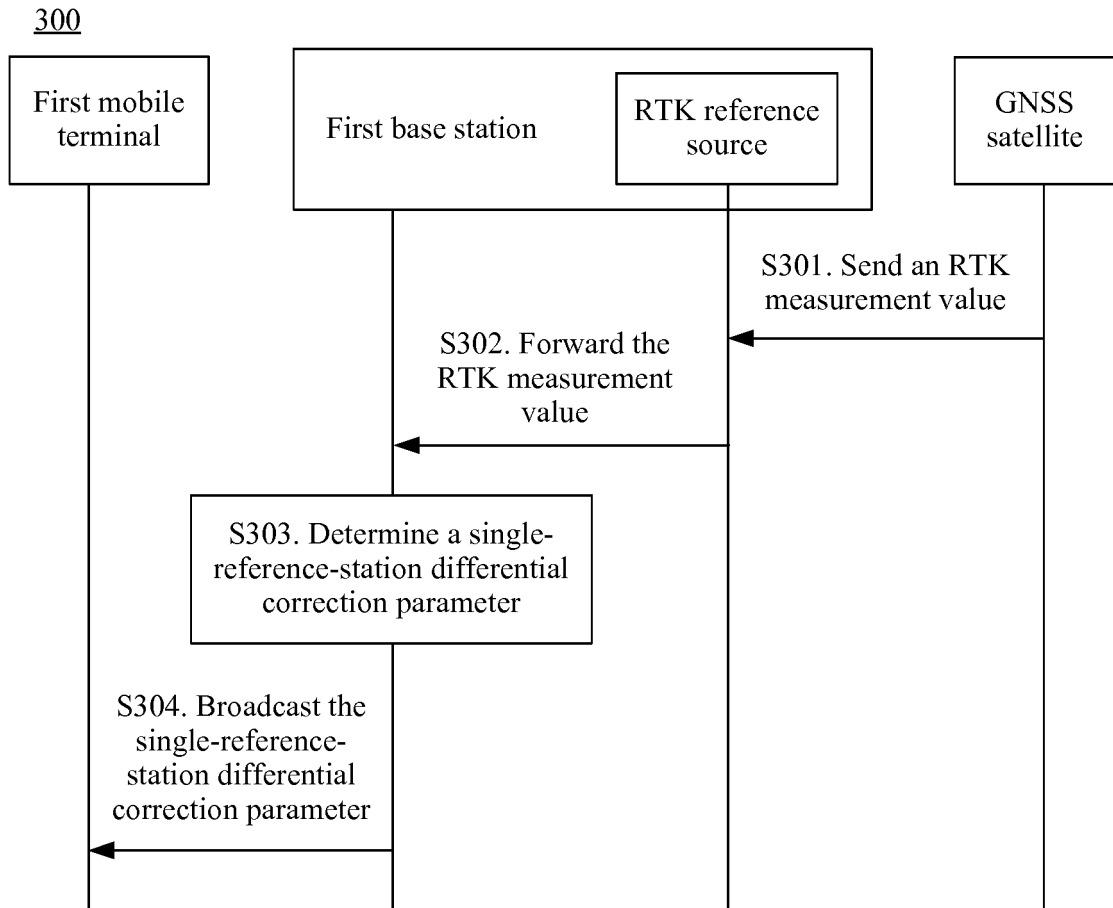 300
First mobile
terminal
First base station
RTK reference
source
GNSS
satellite
S301. Send an RTK
measurement value
S302. Forward the
RTK measurement
value
S303. Determine a single-
reference-station differential
correction parameter
S304. Broadcast the
single-reference-
station differential
correction parameter